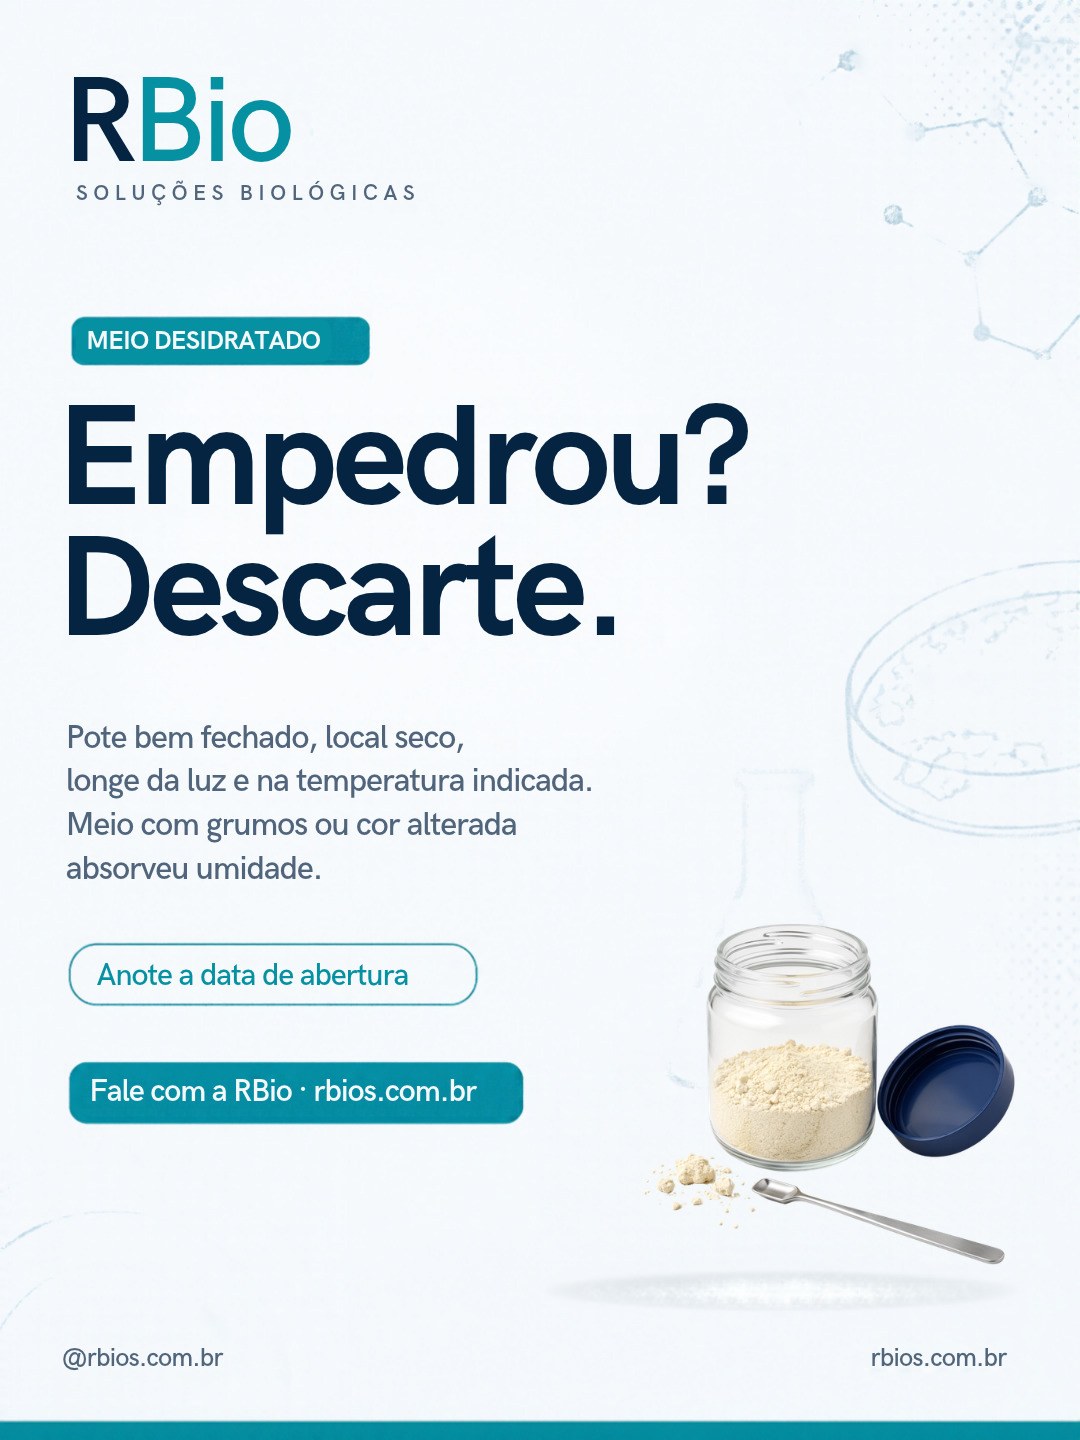 RBio
SOLUÇÕES BIOLÓGICAS
MEIO DESIDRATADO
Empedrou?
Descarte.
Pote bem fechado, local seco,
longe da luz e na temperatura indicada.
Meio com grumos ou cor alterada
absorveu umidade.
Anote a data de abertura
Fale com a RBio · rbios.com.br
@rbios.com.br
rbios.com.br